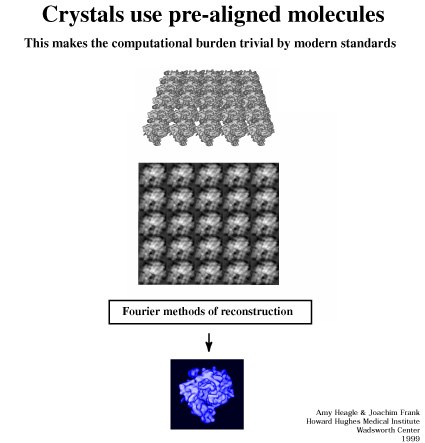 Crystals use pre-aligned molecules
This makes the computational burden trivial by modern standards
Fourier methods of reconstruction
Amy Heagle & Joachim Frank
Howard Hughes Medical Institute
Wadsworth Center
1999